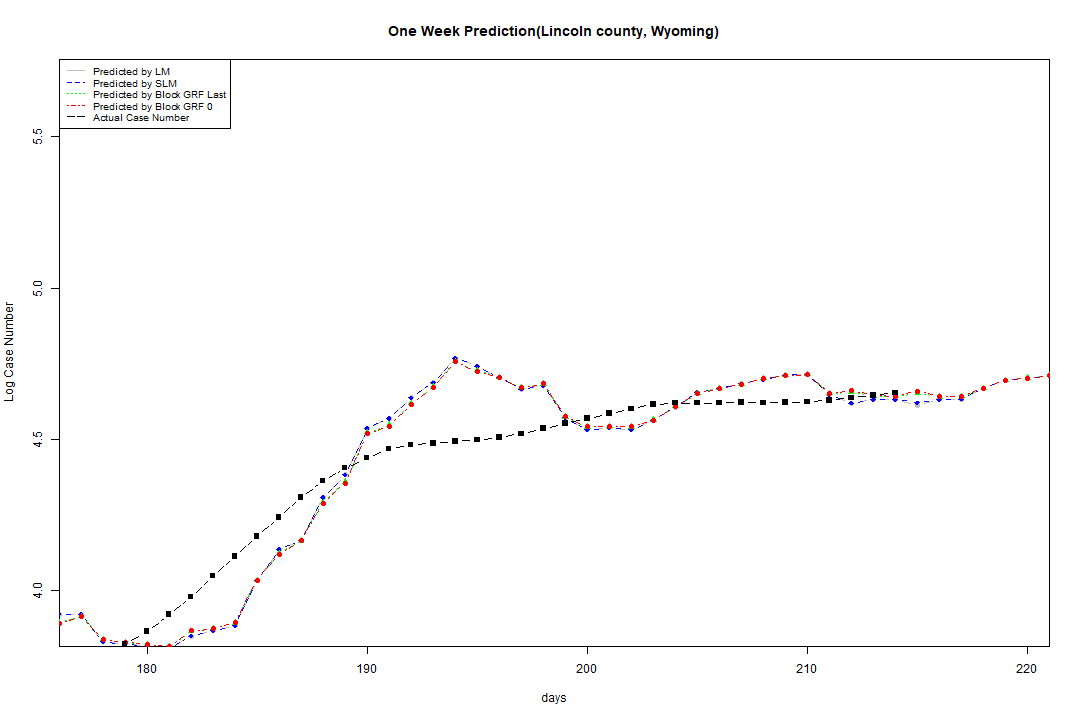 One Week Prediction(Lincoln county, Wyoming)
Predicted by LM
Predicted by SLM
Predicted by Block GRF Last
Predicted by Block GRF 0
Actual Case Number
Log Case Number
5.5
5.0
4.5
4.0
180 190 200 210 220
days